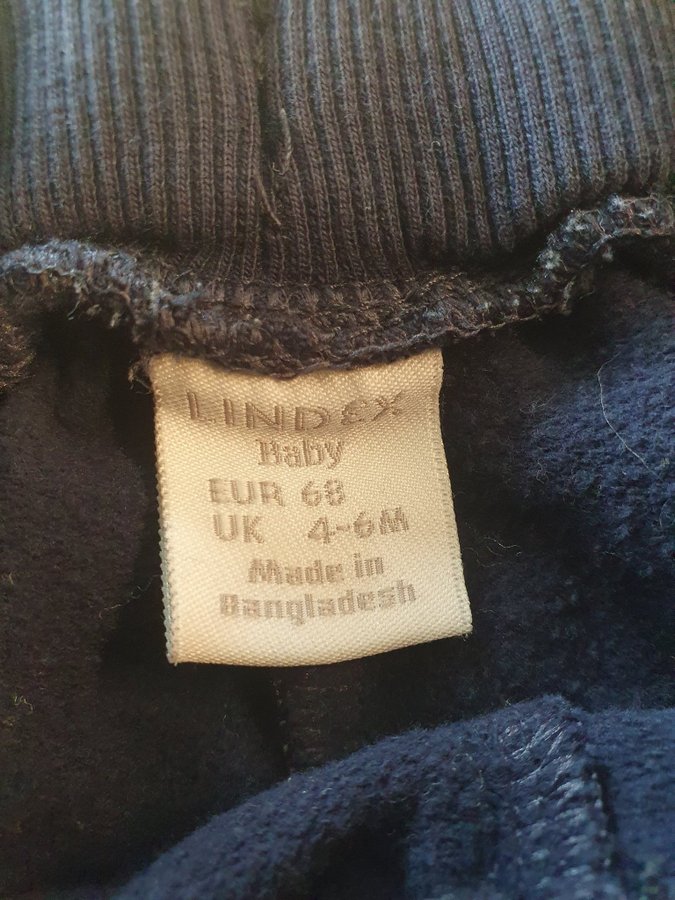 LINDEX
Baby
EUR 68
UK 4-6M
Made in
Bangladesh